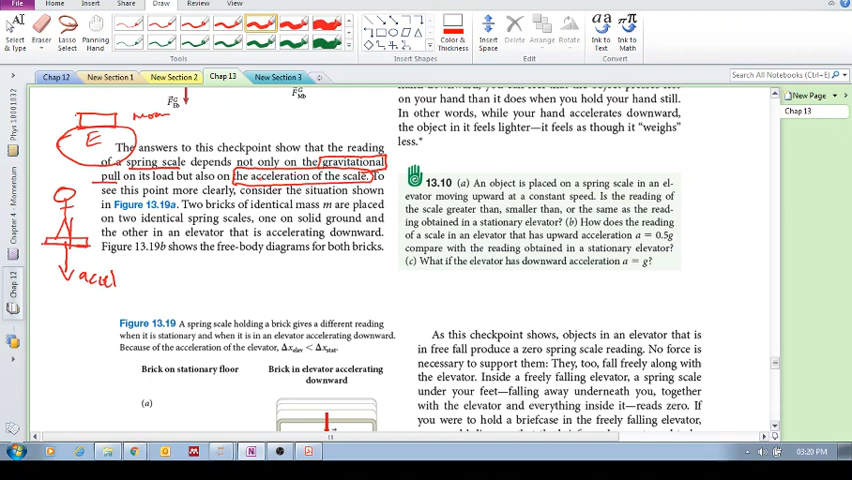 File
Home
Share
Draw
View
Select & Type
Eraser
Lasso Select
Panning Hand
Color & Thickness
Insert Space
Delete
Arrange
Rotate
Ink to Text
Ink to Math
Tools
Insert Shapes
Edit
Convert
Chap 12
New Section 1
New Section 2
Chap 13
New Section 3
Search All Notebooks (Ctrl+E)
New Page
Chap 13
Phys 10001032
Chapter 4 - Momentum
Chap 12
E
accel
The answers to this checkpoint show that the reading
of a spring scale depends not only on the gravitational
pull on its load but also on the acceleration of the scale. To
see this point more clearly, consider the situation shown
in Figure 13.19a. Two bricks of identical mass m are placed
on two identical spring scales, one on solid ground and
the other in an elevator that is accelerating downward.
Figure 13.19b shows the free-body diagrams for both bricks.
Figure 13.19 A spring scale holding a brick gives a different reading
when it is stationary and when it is in an elevator accelerating downward.
Because of the acceleration of the elevator, Δx_elev < Δx_stat.
Brick on stationary floor
Brick in elevator accelerating
downward
(a)
on your hand than it does when you hold your hand still.
In other words, while your hand accelerates downward,
the object in it feels lighter—it feels as though it “weighs”
less.
13.10 (a) An object is placed on a spring scale in an el-
evator moving upward at a constant speed. Is the reading
of the scale greater than, smaller than, or the same as the read-
ing obtained in a stationary elevator? (b) How does the reading
of a scale in an elevator that has upward acceleration a = 0.5g
compare with the reading obtained in a stationary elevator?
(c) What if the elevator has downward acceleration a = g?
As this checkpoint shows, objects in an elevator that is
in free fall produce a zero spring scale reading. No force is
necessary to support them: They, too, fall freely along with
the elevator. Inside a freely falling elevator, a spring scale
under your feet—falling away underneath you, together
with the elevator and everything inside it—reads zero. If
you were to hold a briefcase in the freely falling elevator,
03:20 PM